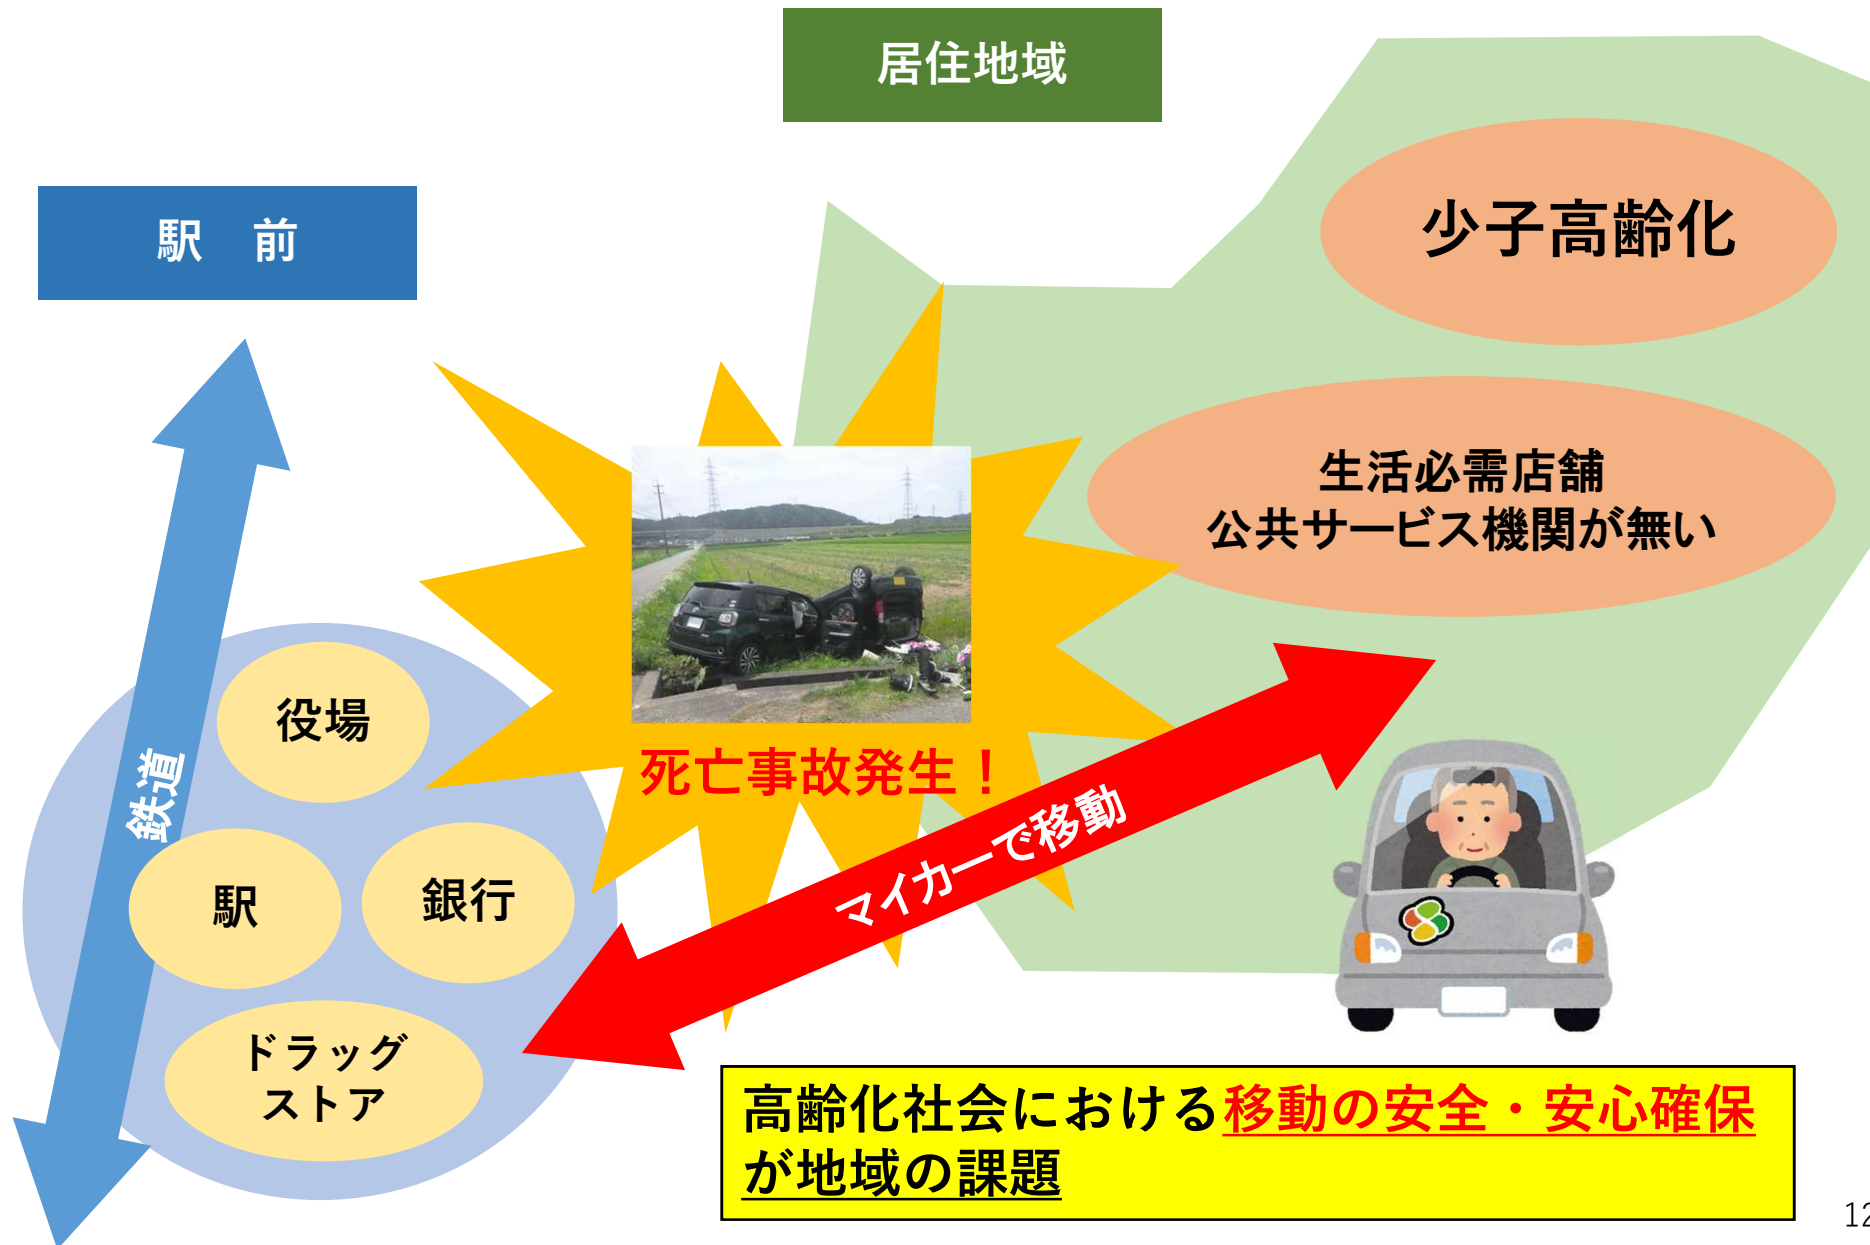 居住地域
駅　前
少子高齢化
生活必需店舗
公共サービス機関が無い
死亡事故発生！
鉄道
役場
駅
銀行
ドラッグ
ストア
マイカーで移動
高齢化社会における移動の安全・安心確保
が地域の課題
12